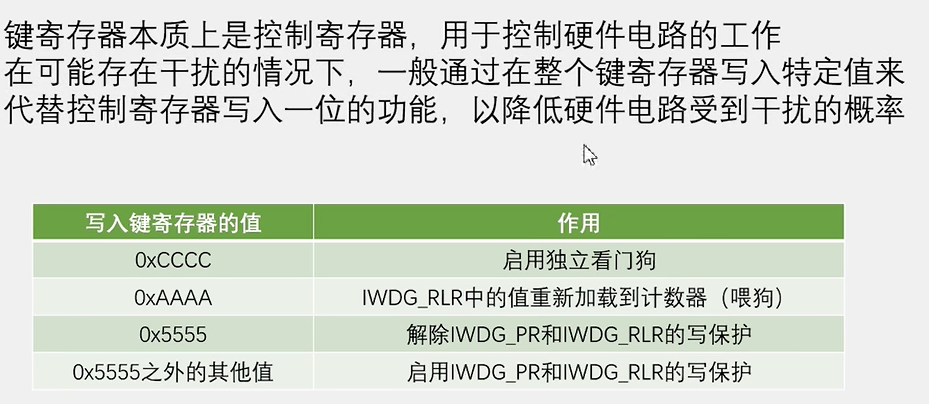 键寄存器本质上是控制寄存器，用于控制硬件电路的工作
在可能存在干扰的情况下，一般通过在整个键寄存器写入特定值来
代替控制寄存器写入一位的功能，以降低硬件电路受到干扰的概率
写入键寄存器的值 作用
0xCCCC 启用独立看门狗
0xAAAA IWDG_RLR中的值重新加载到计数器（喂狗）
0x5555 解除IWDG_PR和IWDG_RLR的写保护
0x5555之外的其他值 启用IWDG_PR和IWDG_RLR的写保护